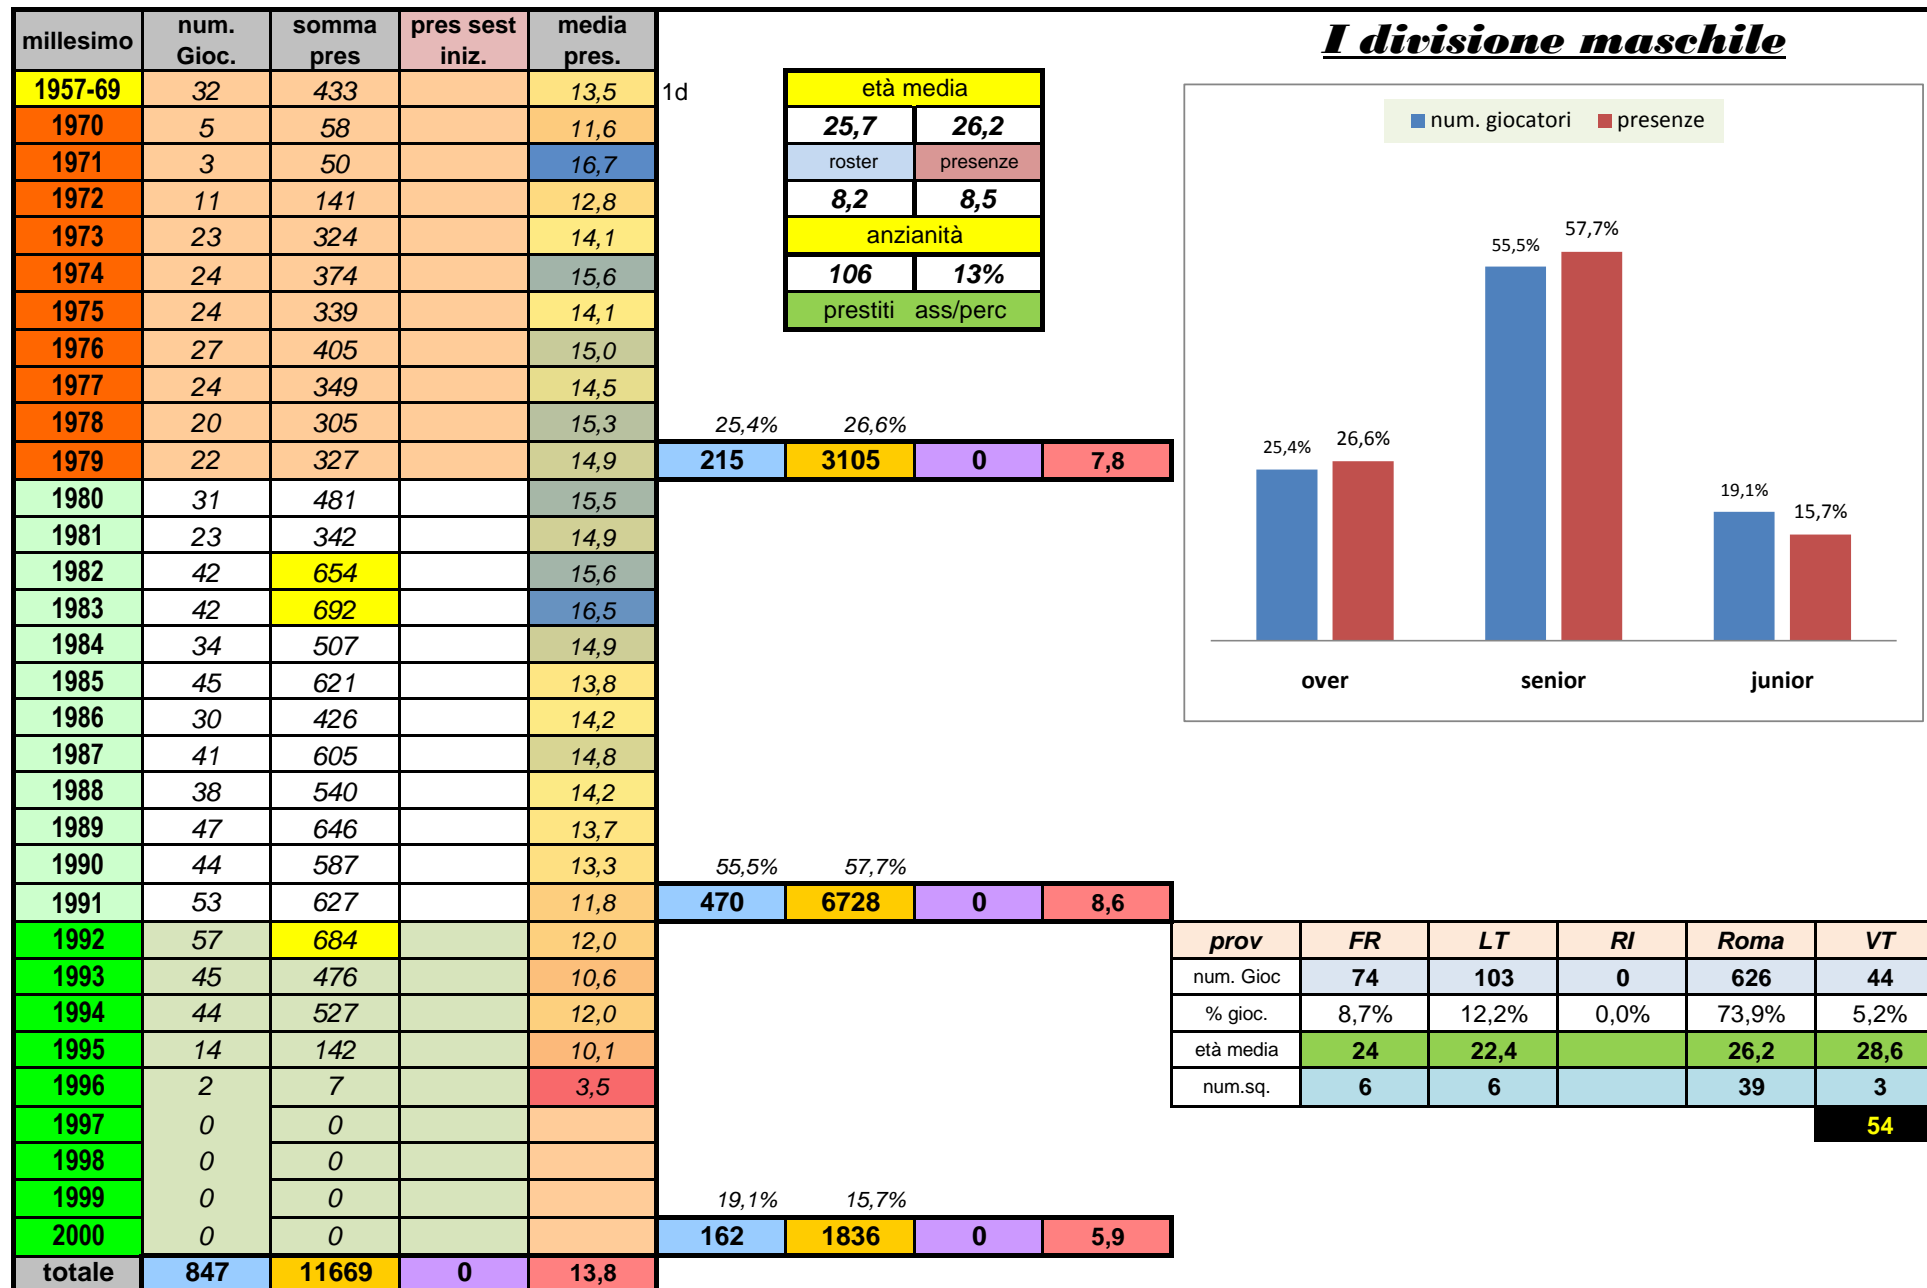 I divisione maschile
millesimo num. Gioc. somma pres pres sest iniz. media pres.
1957-69 32 433 13,5 1d
1970 5 58 11,6
1971 3 50 16,7
1972 11 141 12,8
1973 23 324 14,1
1974 24 374 15,6
1975 24 339 14,1
1976 27 405 15,0
1977 24 349 14,5
1978 20 305 15,3 25,4% 26,6%
1979 22 327 14,9 215 3105 0 7,8
1980 31 481 15,5
1981 23 342 14,9
1982 42 654 15,6
1983 42 692 16,5
1984 34 507 14,9
1985 45 621 13,8
1986 30 426 14,2
1987 41 605 14,8
1988 38 540 14,2
1989 47 646 13,7
1990 44 587 13,3 55,5% 57,7%
1991 53 627 11,8 470 6728 0 8,6
1992 57 684 12,0
1993 45 476 10,6
1994 44 527 12,0
1995 14 142 10,1
1996 2 7 3,5
1997 0 0
1998 0 0
1999 0 0 19,1% 15,7%
2000 0 0 162 1836 0 5,9
totale 847 11669 0 13,8
età media
25,7 26,2
roster presenze
8,2 8,5
anzianità
106 13%
prestiti ass/perc
num. giocatori presenze
25,4% 26,6% 55,5% 57,7% 19,1% 15,7%
over senior junior
prov FR LT RI Roma VT
num. Gioc 74 103 0 626 44
% gioc. 8,7% 12,2% 0,0% 73,9% 5,2%
età media 24 22,4 26,2 28,6
num.sq. 6 6 39 3
54